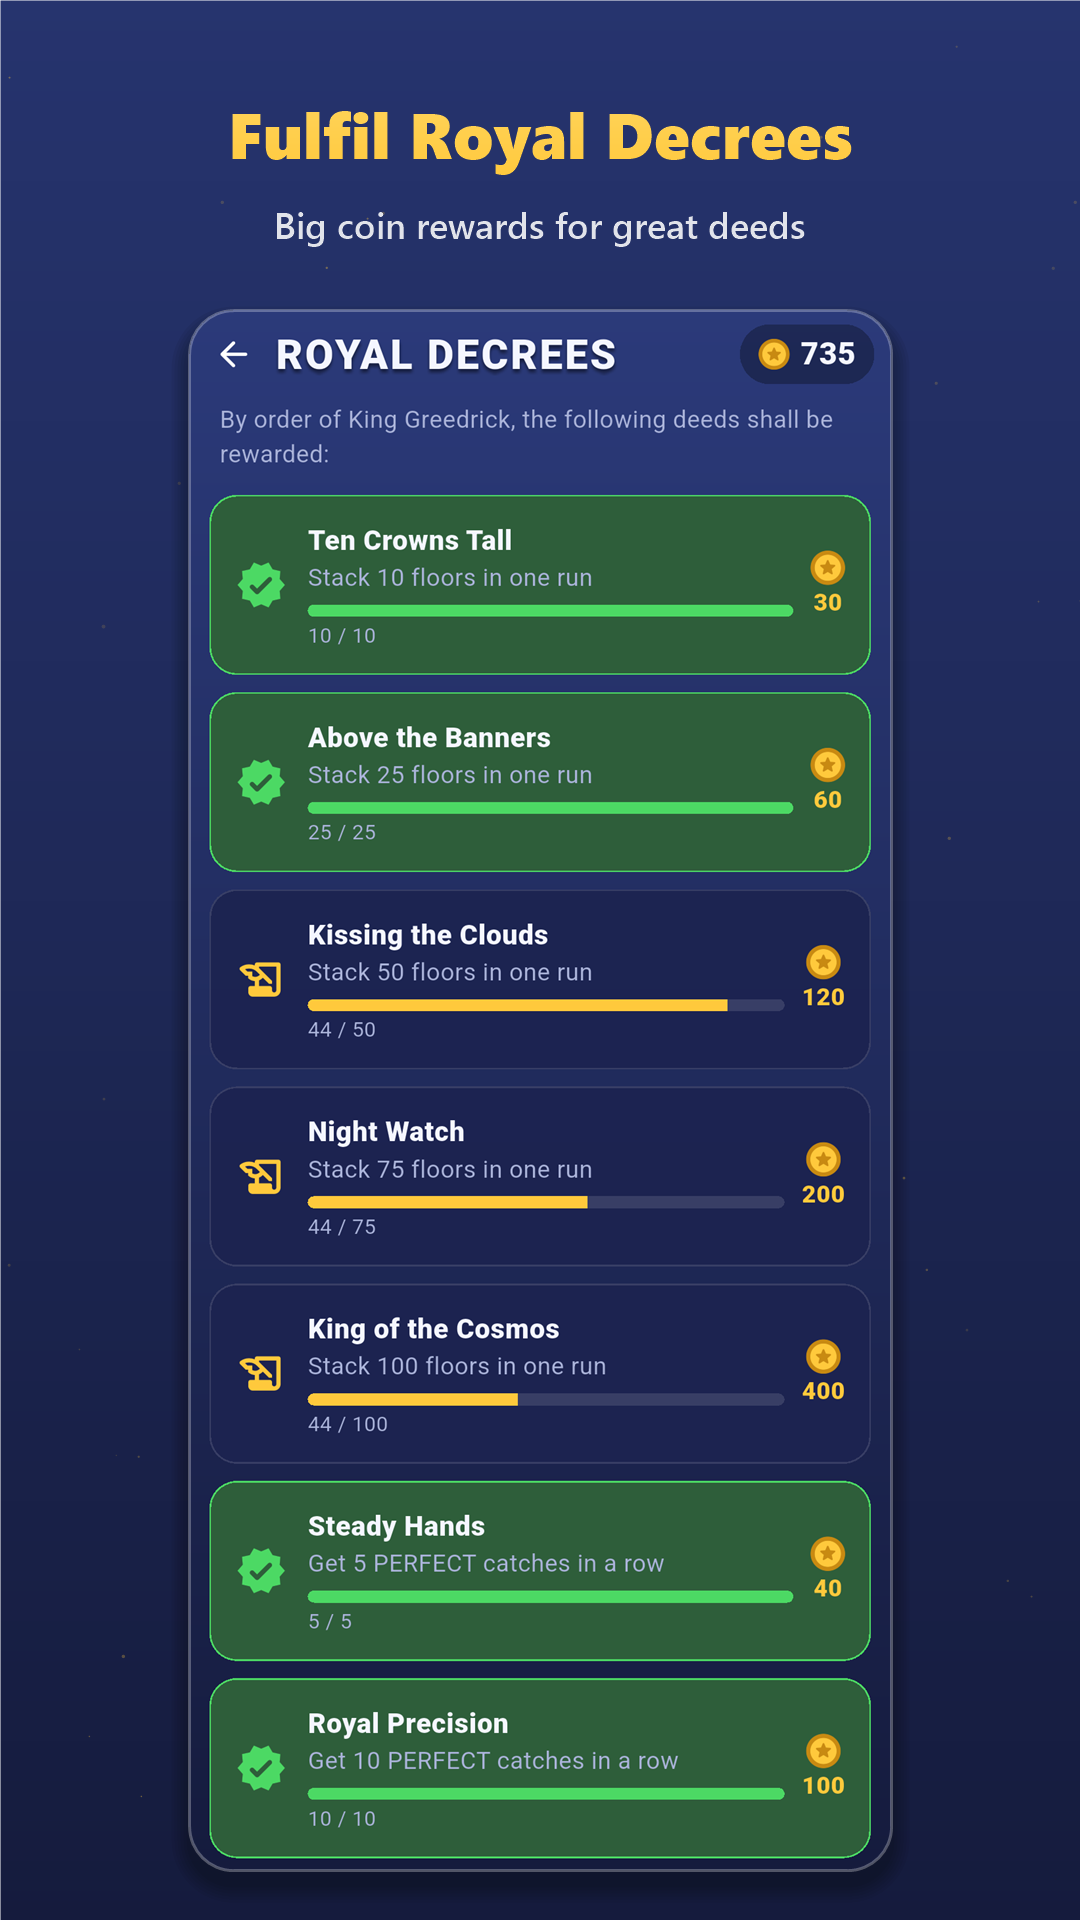 Fulfil Royal Decrees
Big coin rewards for great deeds
ROYAL DECREES
735
By order of King Greedrick, the following deeds shall be
rewarded:
Ten Crowns Tall
Stack 10 floors in one run
30
10 / 10
Above the Banners
Stack 25 floors in one run
60
25 / 25
Kissing the Clouds
Stack 50 floors in one run
120
44 / 50
Night Watch
Stack 75 floors in one run
200
44 / 75
King of the Cosmos
Stack 100 floors in one run
400
44 / 100
Steady Hands
Get 5 PERFECT catches in a row
40
5 / 5
Royal Precision
Get 10 PERFECT catches in a row
100
10 / 10